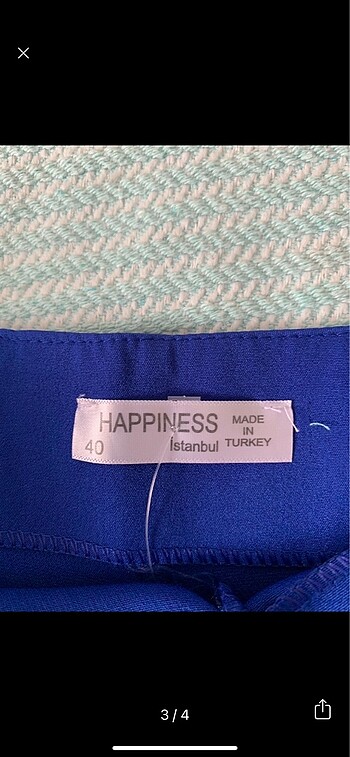 HAPPINESS
40
İstanbul
MADE
IN
TURKEY
3 / 4